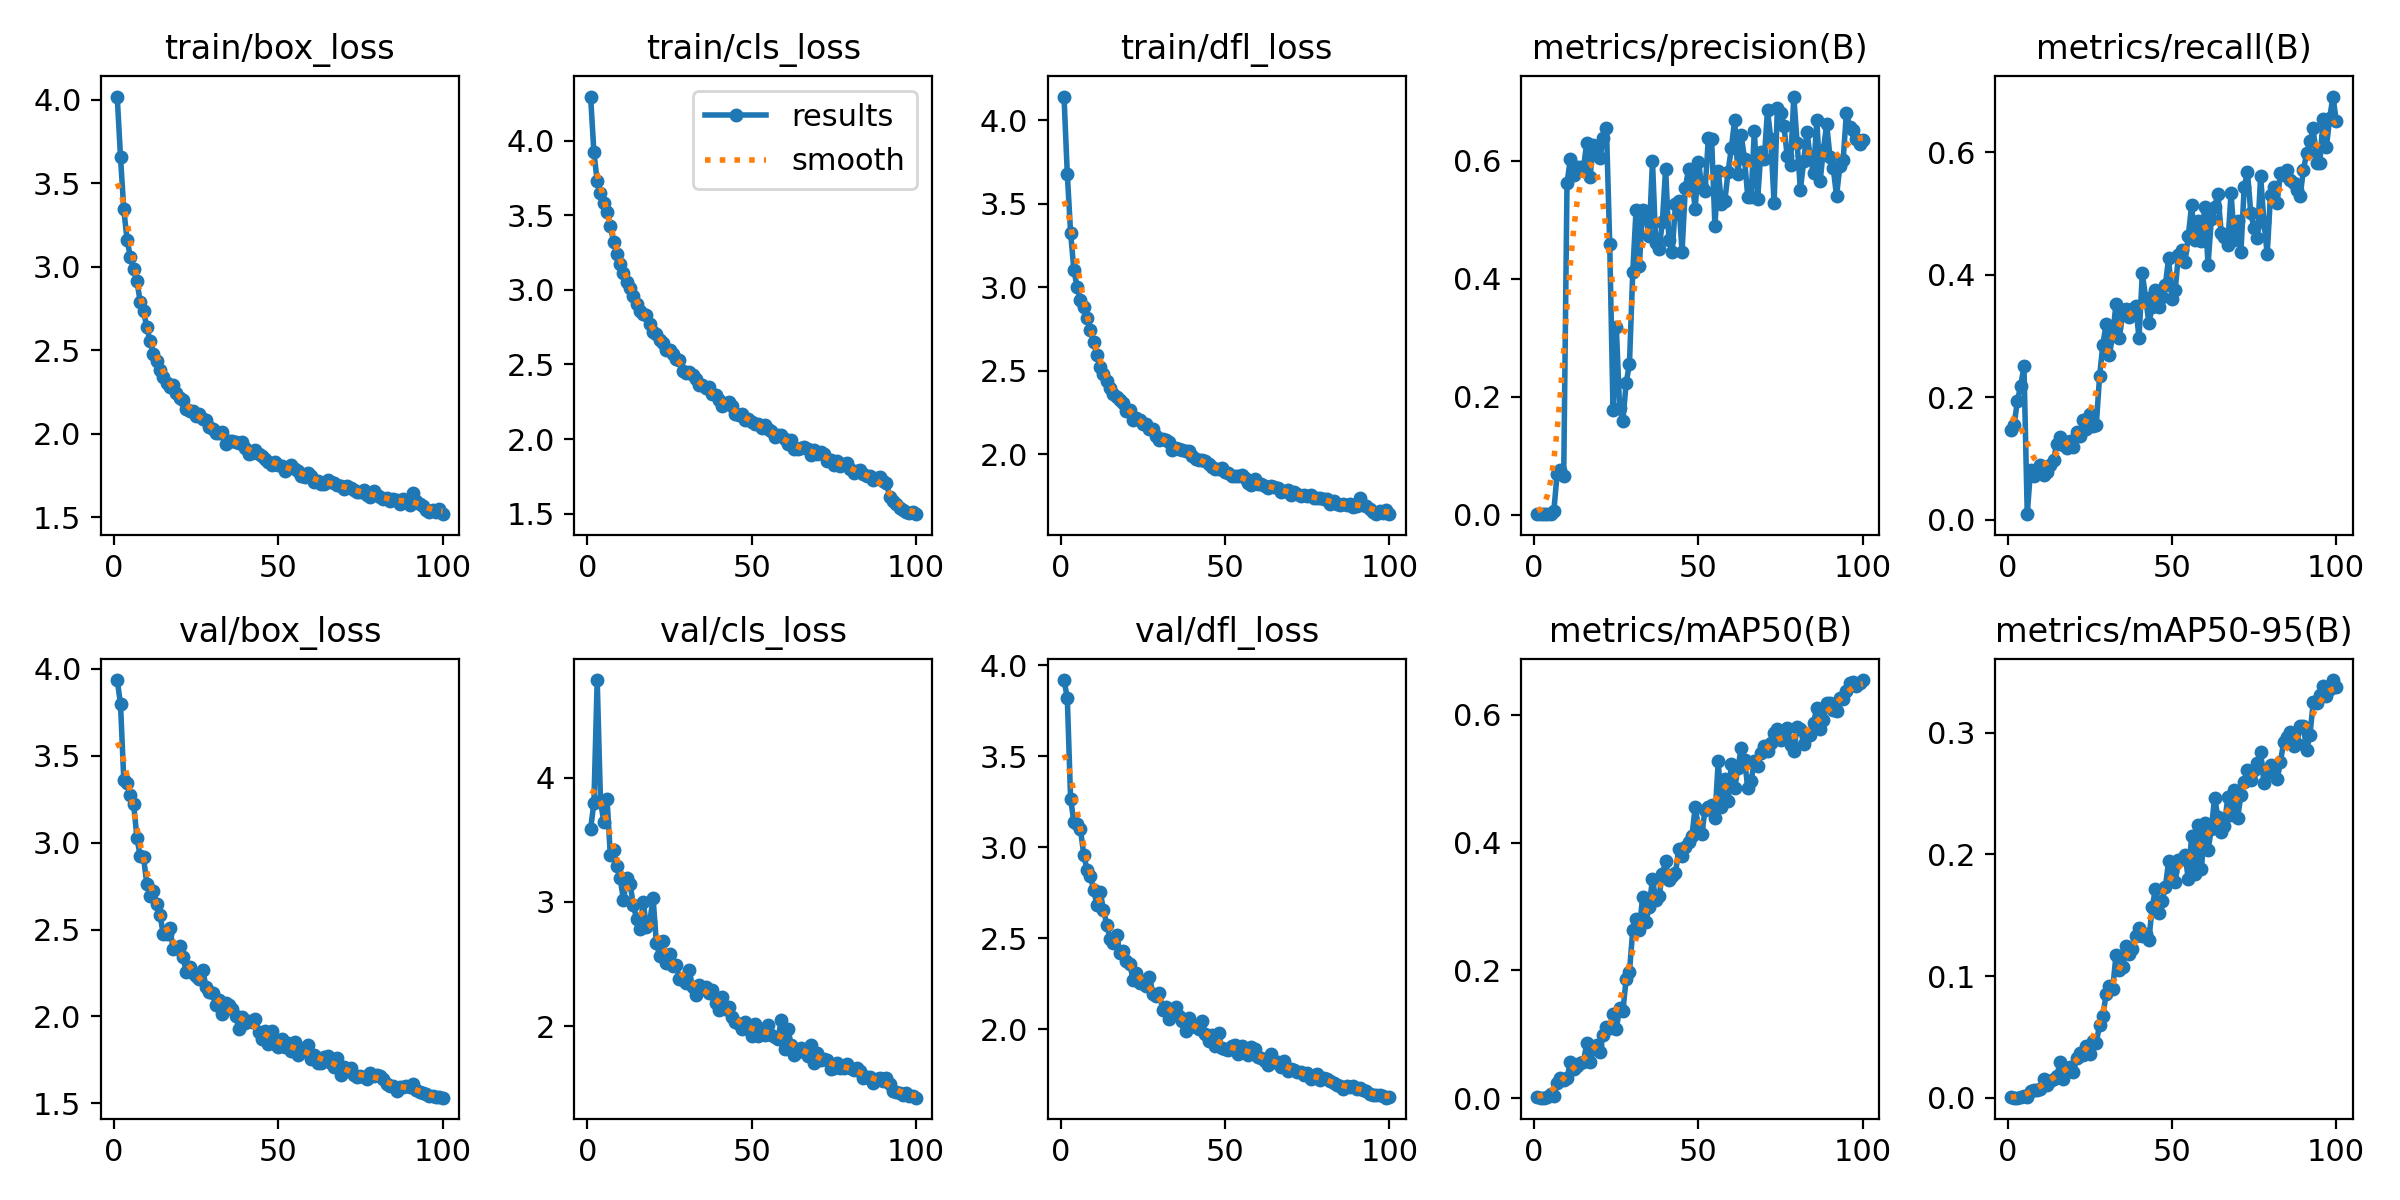 train/box_loss
4.0
3.5
3.0
2.5
2.0
1.5
0 50 100
train/cls_loss
results
smooth
4.0
3.5
3.0
2.5
2.0
1.5
0 50 100
train/dfl_loss
4.0
3.5
3.0
2.5
2.0
0 50 100
metrics/precision(B)
0.6
0.4
0.2
0.0
0 50 100
metrics/recall(B)
0.6
0.4
0.2
0.0
0 50 100
val/box_loss
4.0
3.5
3.0
2.5
2.0
1.5
0 50 100
val/cls_loss
4
3
2
0 50 100
val/dfl_loss
4.0
3.5
3.0
2.5
2.0
0 50 100
metrics/mAP50(B)
0.6
0.4
0.2
0.0
0 50 100
metrics/mAP50-95(B)
0.3
0.2
0.1
0.0
0 50 100